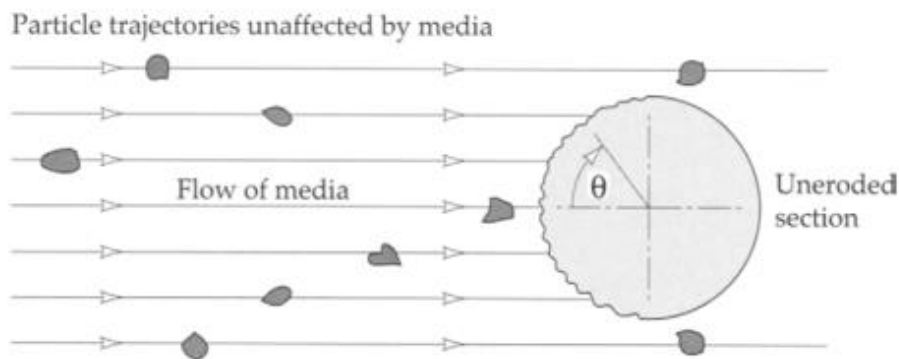 Particle trajectories unaffected by media
Flow of media
θ
Uneroded
section